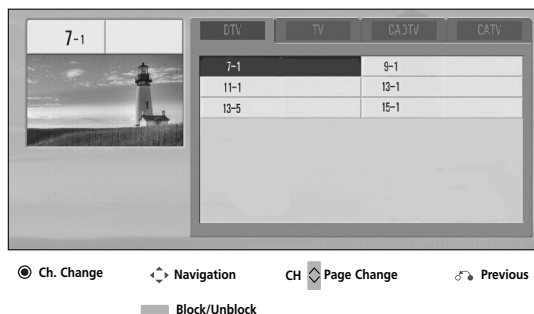 7-1
DTV TV CADTV CATV
7-1 9-1
11-1 13-1
13-5 15-1
Ch. Change Navigation CH Page Change Previous
Block/Unblock